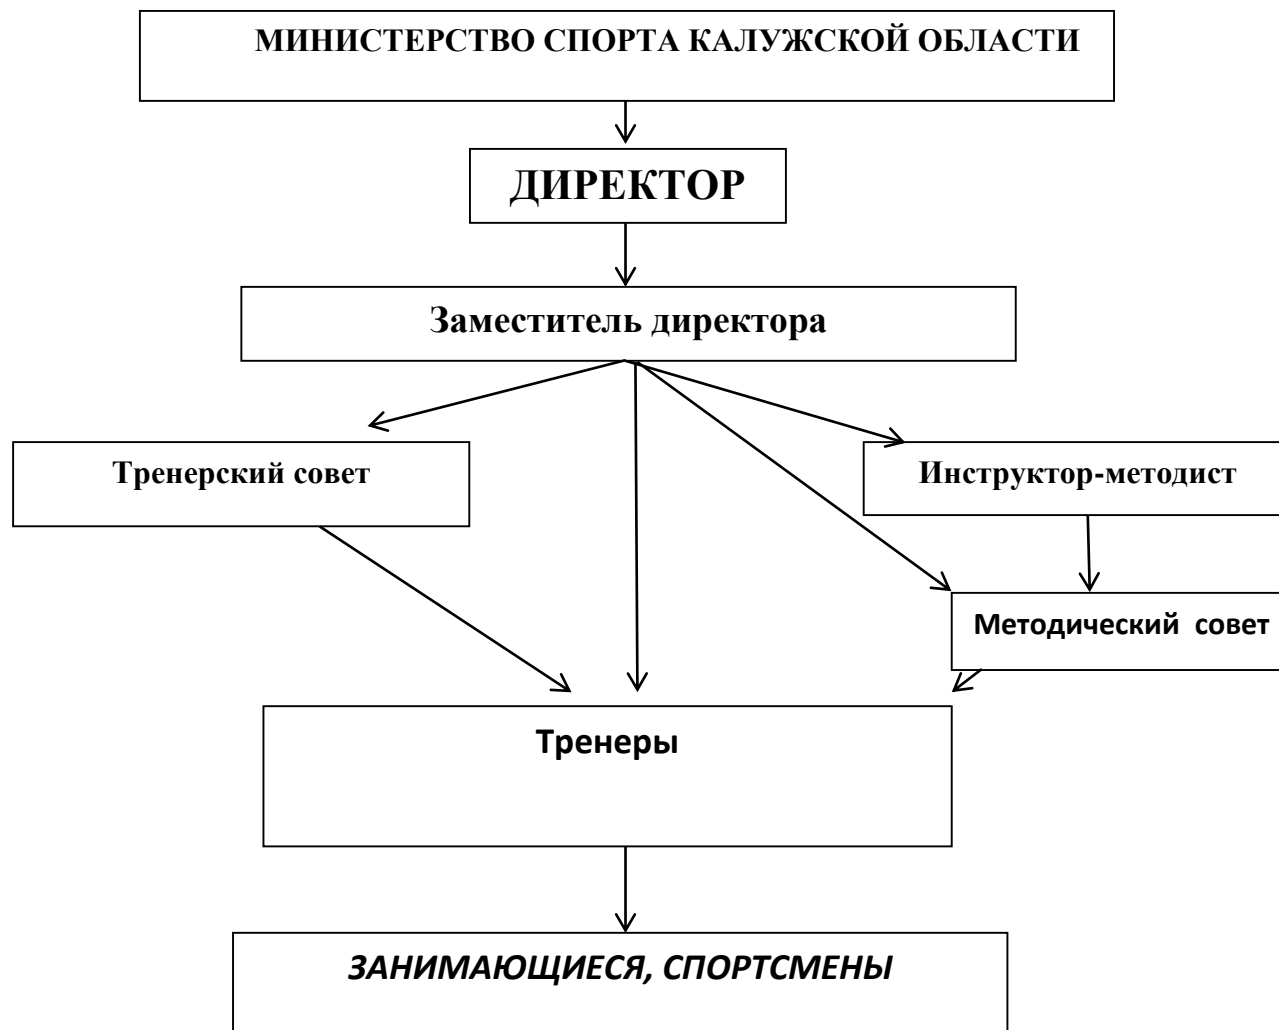 МИНИСТЕРСТВО СПОРТА КАЛУЖСКОЙ ОБЛАСТИ
ДИРЕКТОР
Заместитель директора
Тренерский совет
Инструктор-методист
Методический совет
Тренеры
ЗАНИМАЮЩИЕСЯ, СПОРТСМЕНЫ